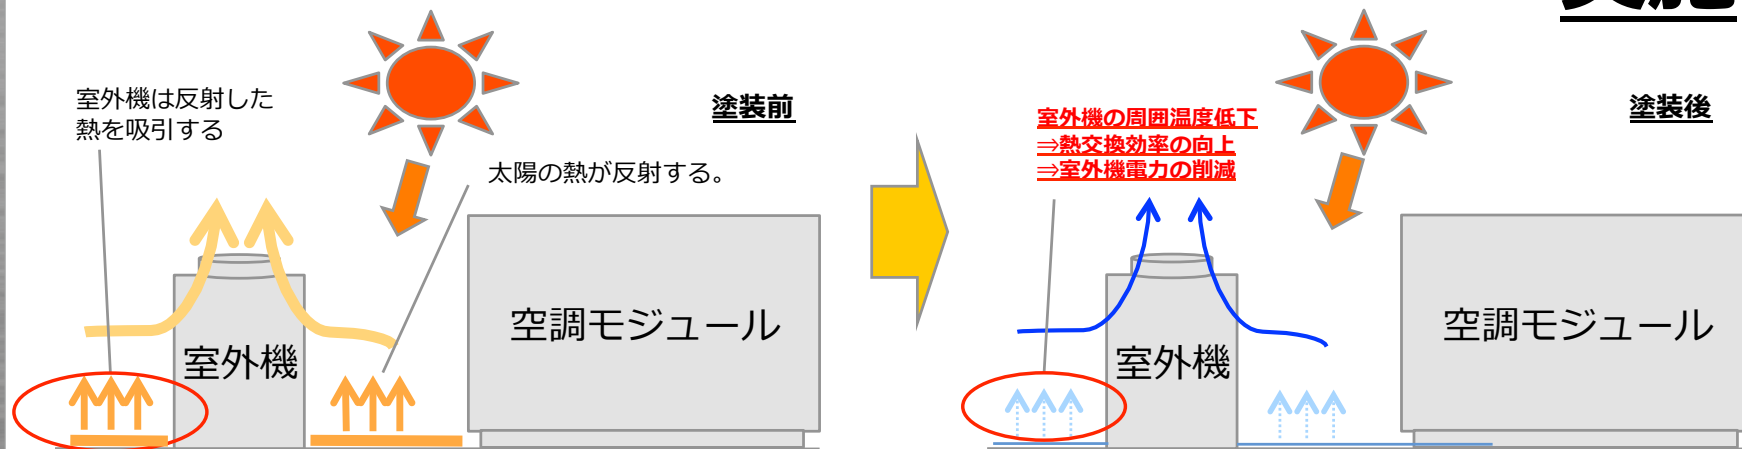 室外機は反射した
熱を吸引する
塗装前
太陽の熱が反射する。
室外機
空調モジュール
室外機の周囲温度低下
⇒熱交換効率の向上
⇒室外機電力の削減
塗装後
室外機
空調モジュール